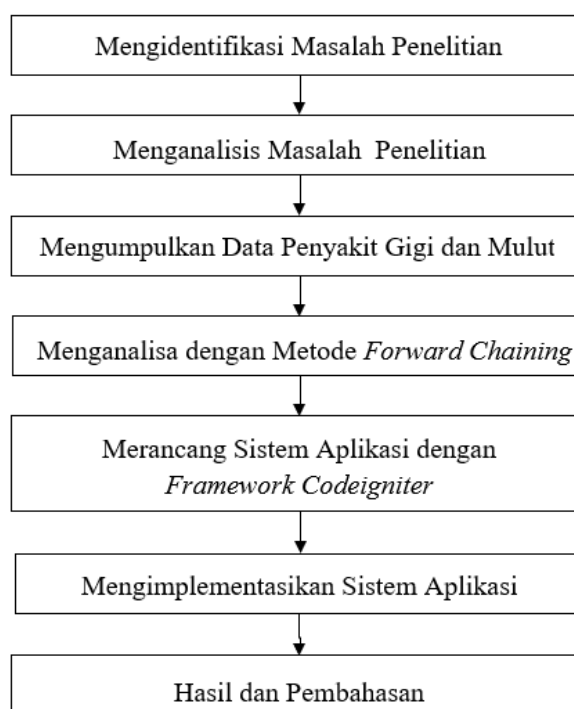 Mengidentifikasi Masalah Penelitian
Menganalisis Masalah Penelitian
Mengumpulkan Data Penyakit Gigi dan Mulut
Menganalisa dengan Metode Forward Chaining
Merancang Sistem Aplikasi dengan
Framework Codeigniter
Mengimplementasikan Sistem Aplikasi
Hasil dan Pembahasan